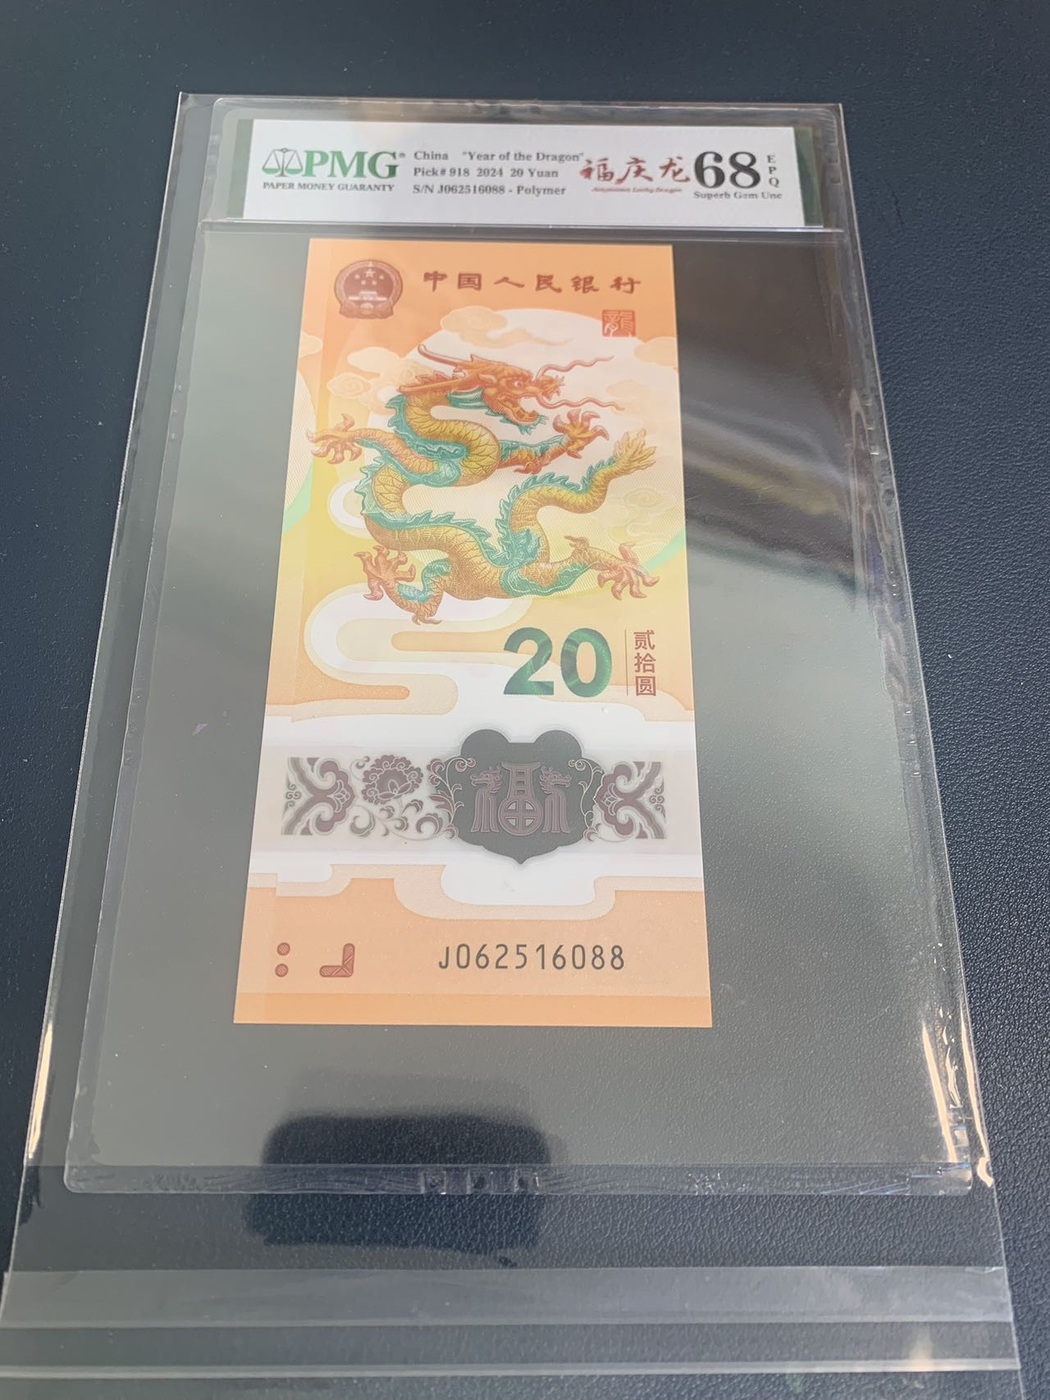 PMG®
PAPER MONEY GUARANTY
China "Year of the Dragon"
Pick# 918 2024 20 Yuan
S/N J062516088 - Polymer
福庆龙
68
EPQ
Superb Gem Unc
中国人民银行
龍
20
贰拾圆
福
J062516088